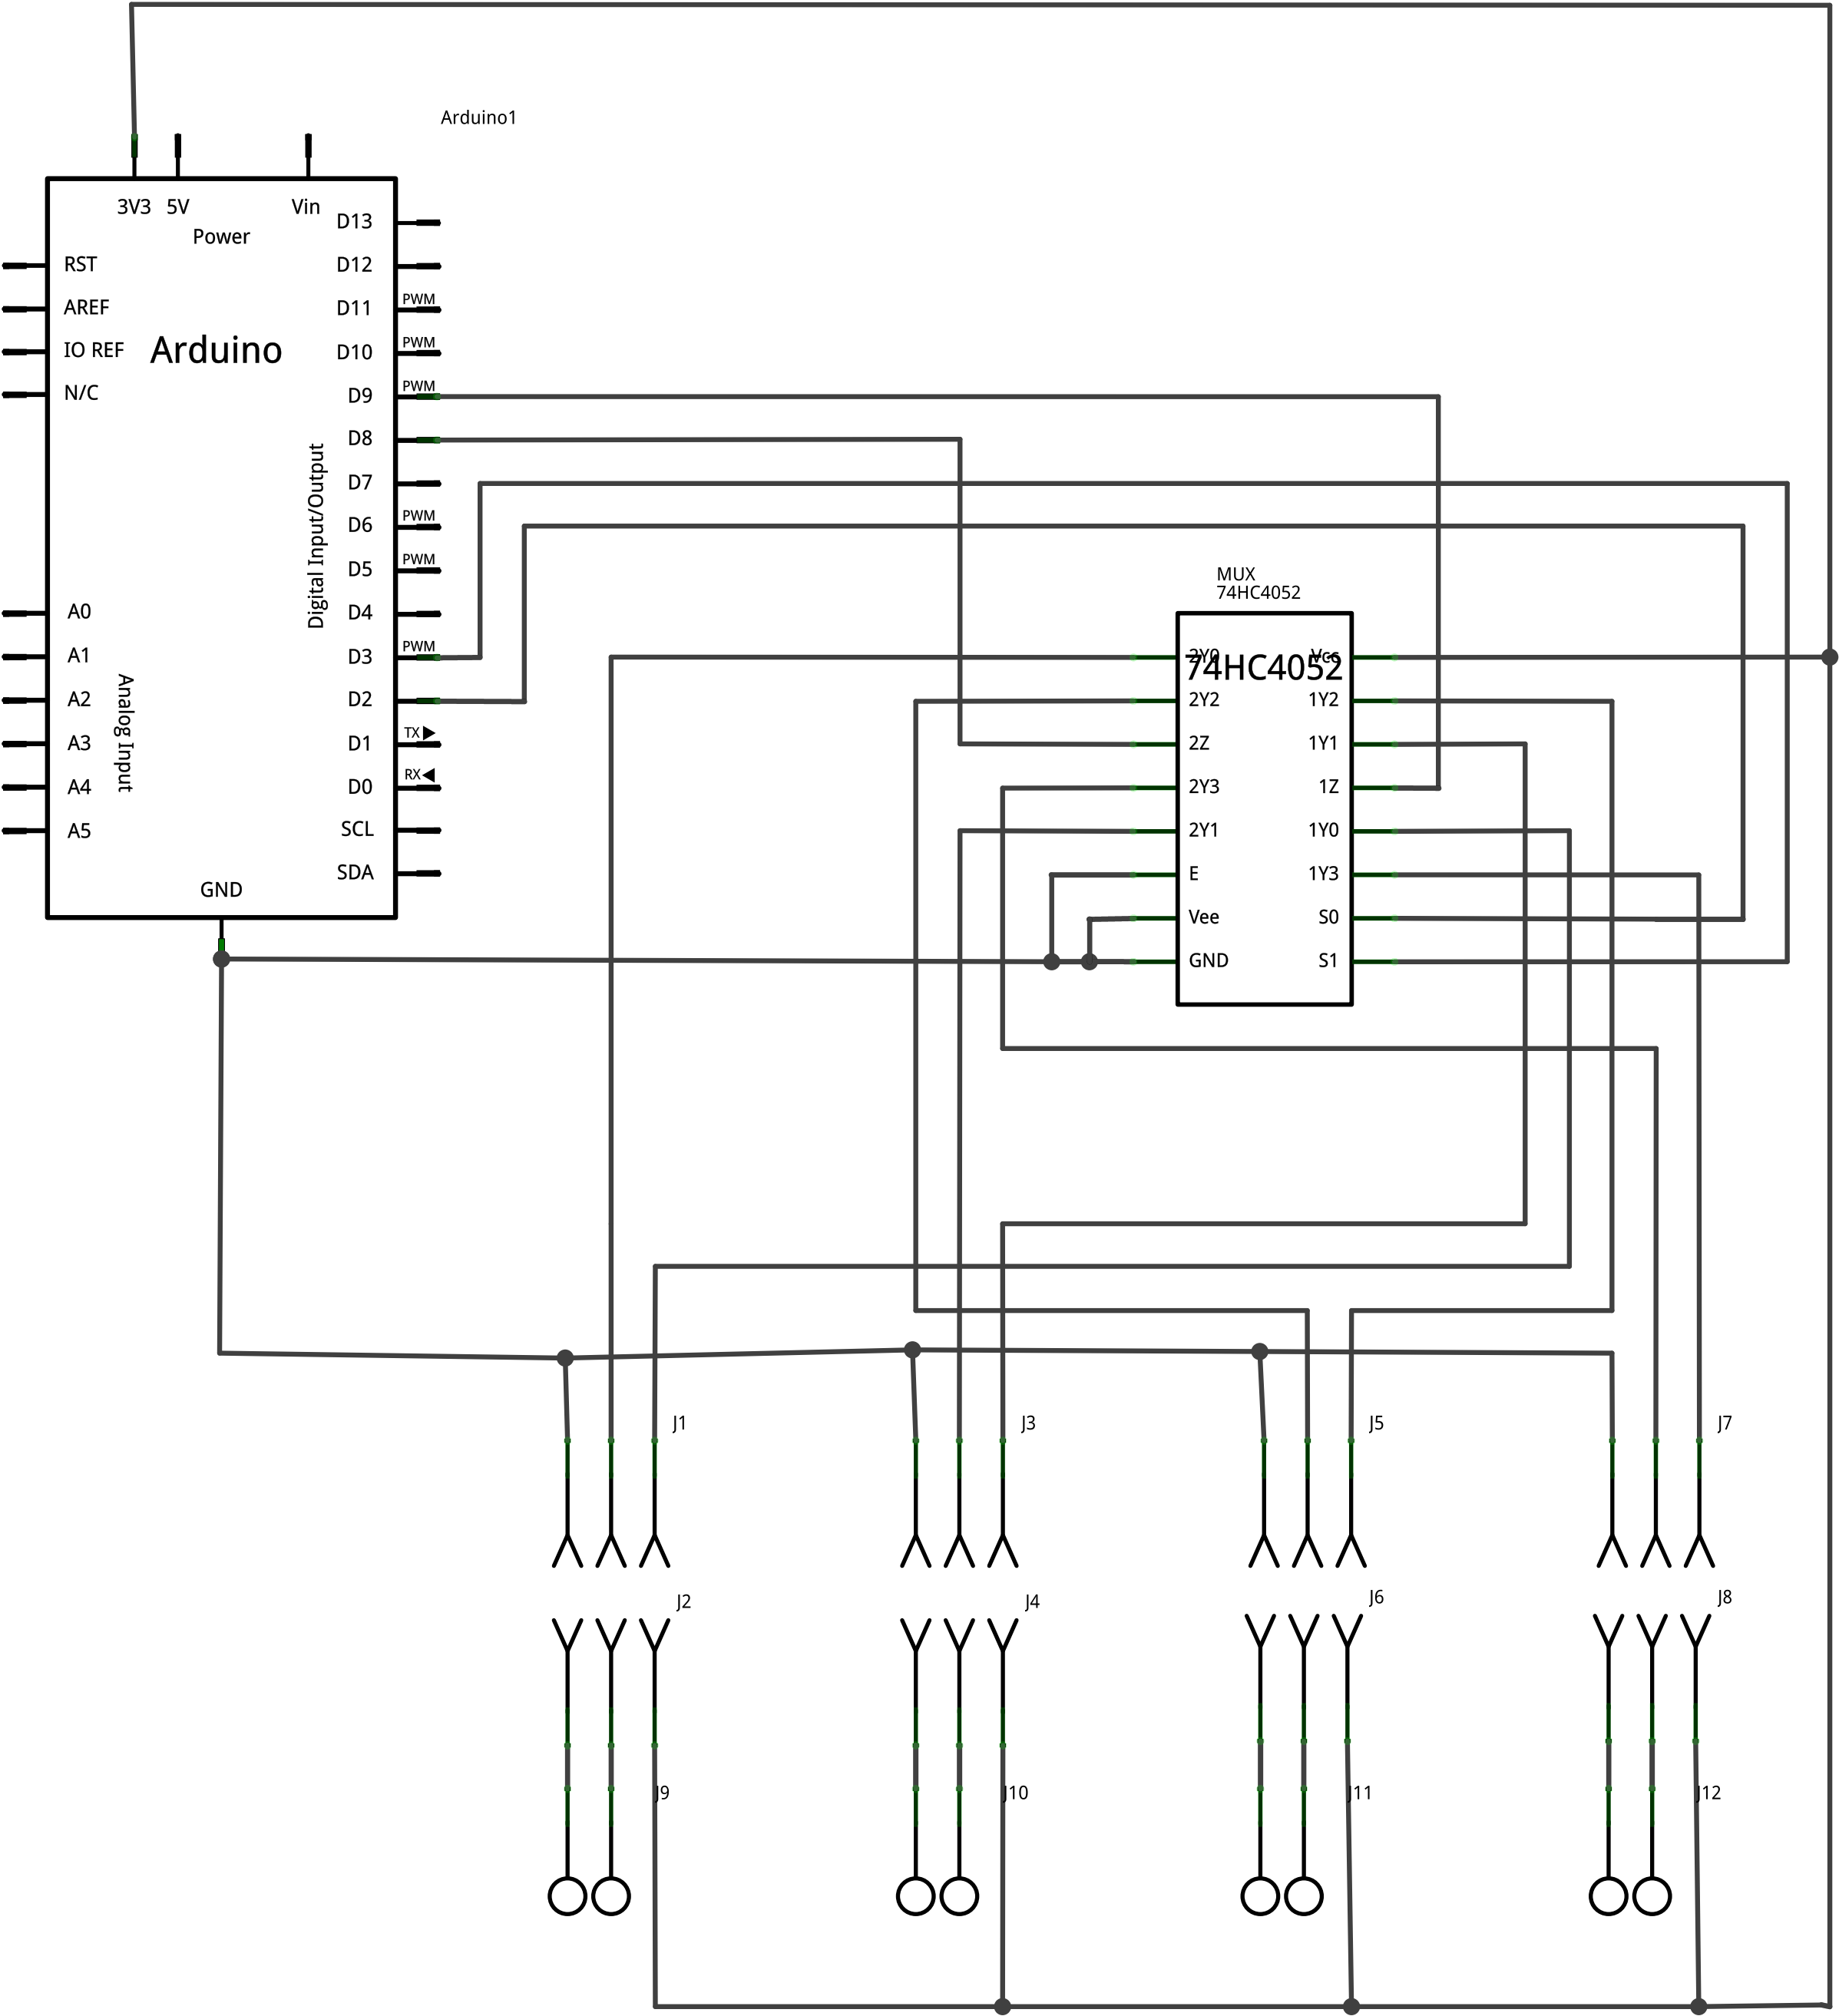 Arduino1
3V3 5V Vin
Power
D13
RST
D12
AREF
PWM
D11
IO REF
Arduino
PWM
D10
N/C
PWM
D9
D8
Digital Input/Output
D7
PWM
D6
PWM
D5
D4
A0
PWM
D3
A1
D2
A2
TX
D1
A3
RX
D0
A4
SCL
A5
SDA
Analog Input
GND
MUX
74HC4052
74HC4052
2Y0 Vcc
2Y2 1Y2
2Z 1Y1
2Y3 1Z
2Y1 1Y0
E 1Y3
Vee S0
GND S1
J1 J3 J5 J7
J2 J4 J6 J8
J9 J10 J11 J12